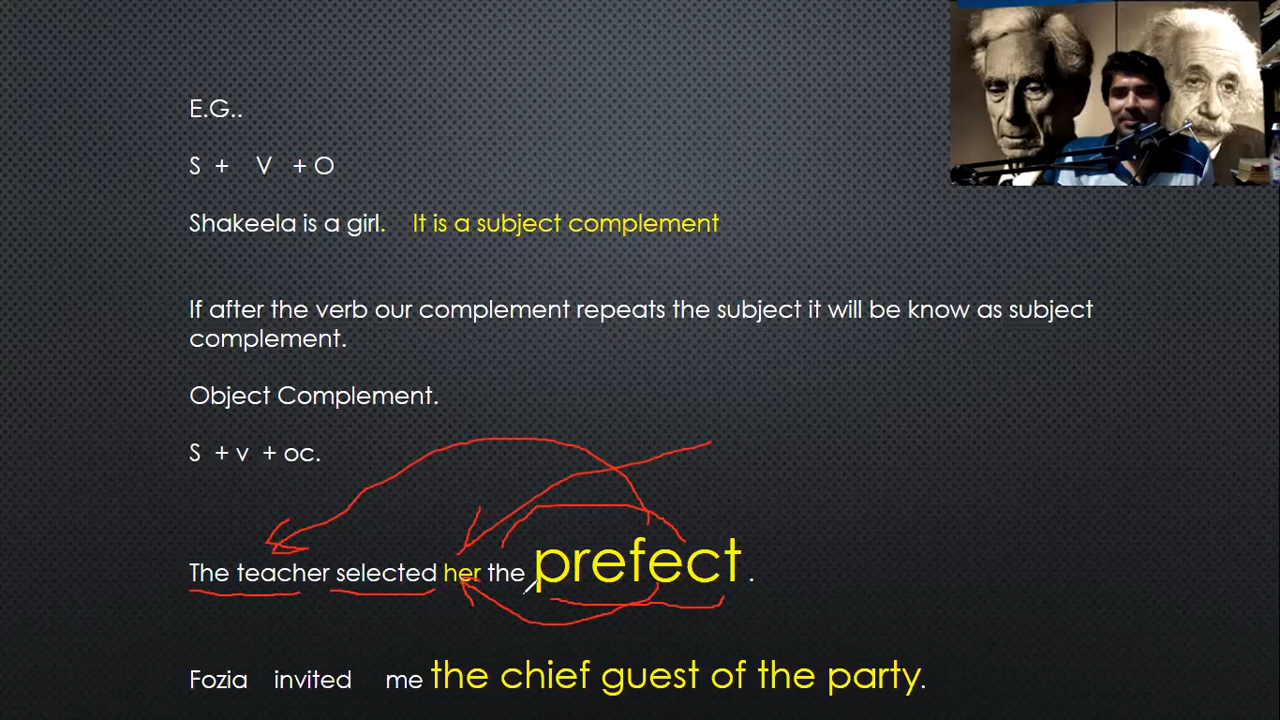 E.G..
S + V + O
Shakeela is a girl. It is a subject complement
If after the verb our complement repeats the subject it will be know as subject
complement.
Object Complement.
S + v + oc.
The teacher selected her the prefect .
Fozia invited me the chief guest of the party.